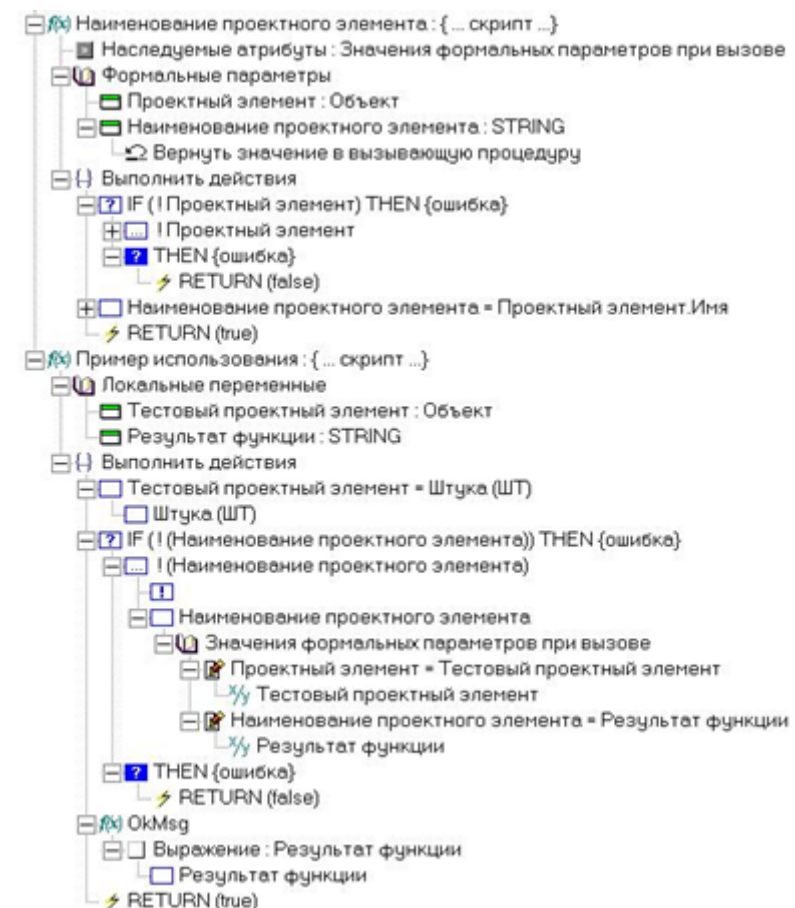 f(x) Наименование проектного элемента : { ... скрипт ...}
Наследуемые атрибуты : Значения формальных параметров при вызове
Формальные параметры
Проектный элемент : Объект
Наименование проектного элемента : STRING
Вернуть значение в вызывающую процедуру
{} Выполнить действия
? IF ( ! Проектный элемент) THEN {ошибка}
... ! Проектный элемент
? THEN {ошибка}
RETURN (false)
Наименование проектного элемента = Проектный элемент.Имя
RETURN (true)
f(x) Пример использования : { ... скрипт ...}
Локальные переменные
Тестовый проектный элемент : Объект
Результат функции : STRING
{} Выполнить действия
Тестовый проектный элемент = Штука (ШТ)
Штука (ШТ)
? IF ( ! (Наименование проектного элемента)) THEN {ошибка}
... ! (Наименование проектного элемента)
!
Наименование проектного элемента
Значения формальных параметров при вызове
Проектный элемент = Тестовый проектный элемент
x/y Тестовый проектный элемент
Наименование проектного элемента = Результат функции
x/y Результат функции
? THEN {ошибка}
RETURN (false)
f(x) OkMsg
Выражение : Результат функции
Результат функции
RETURN (true)